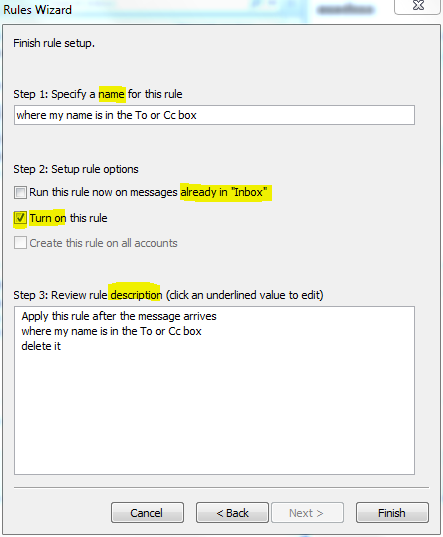 Rules Wizard
Finish rule setup.
Step 1: Specify a name for this rule
where my name is in the To or Cc box
Step 2: Setup rule options
Run this rule now on messages already in "Inbox"
Turn on this rule
Create this rule on all accounts
Step 3: Review rule description (click an underlined value to edit)
Apply this rule after the message arrives
where my name is in the To or Cc box
delete it
Cancel
< Back
Next >
Finish